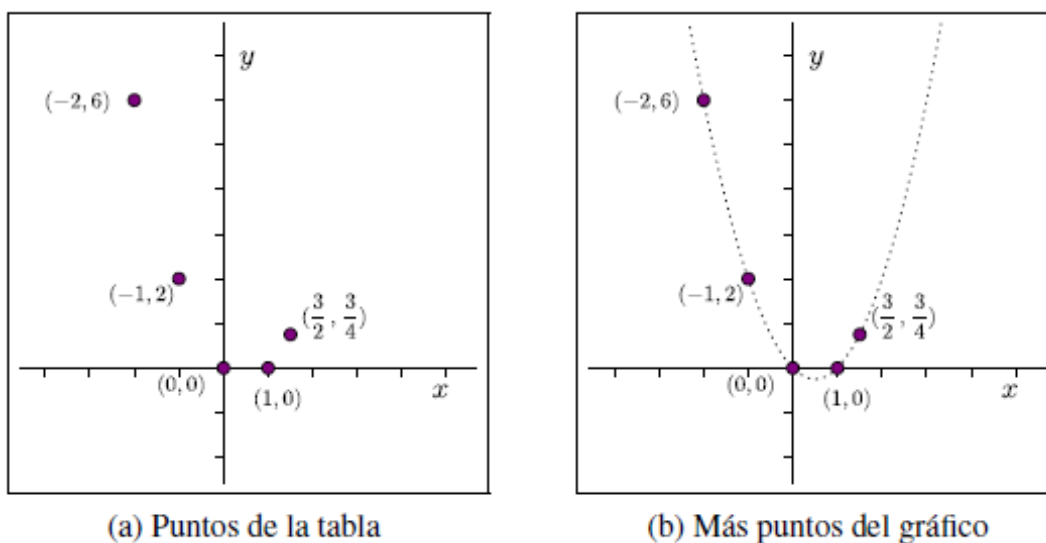 y
(−2, 6)
(−1, 2)
(3/2, 3/4)
(0, 0)
(1, 0)
x
(a) Puntos de la tabla
y
(−2, 6)
(−1, 2)
(3/2, 3/4)
(0, 0)
(1, 0)
x
(b) Más puntos del gráfico